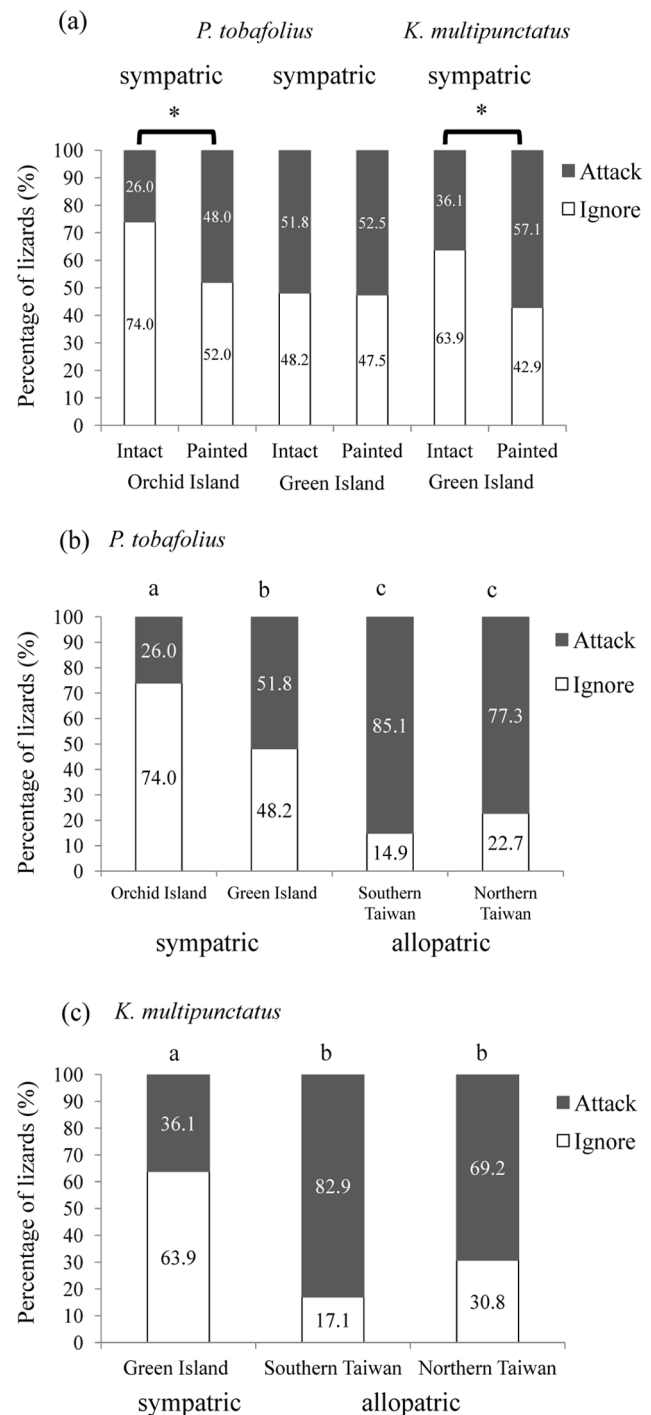 (a)
P. tobafolius K. multipunctatus
sympatric sympatric sympatric
* *
Percentage of lizards (%)
100
90
80
70
60
50
40
30
20
10
0
26.0 48.0 51.8 52.5 36.1 57.1
74.0 52.0 48.2 47.5 63.9 42.9
Attack
Ignore
Intact Painted Intact Painted Intact Painted
Orchid Island Green Island Green Island
(b) P. tobafolius
a b c c
Percentage of lizards (%)
100
90
80
70
60
50
40
30
20
10
0
26.0 51.8 85.1 77.3
74.0 48.2 14.9 22.7
Attack
Ignore
Orchid Island Green Island Southern Northern
Taiwan Taiwan
sympatric allopatric
(c) K. multipunctatus
a b b
Percentage of lizards (%)
100
90
80
70
60
50
40
30
20
10
0
36.1 82.9 69.2
63.9 17.1 30.8
Attack
Ignore
Green Island Southern Taiwan Northern Taiwan
sympatric allopatric